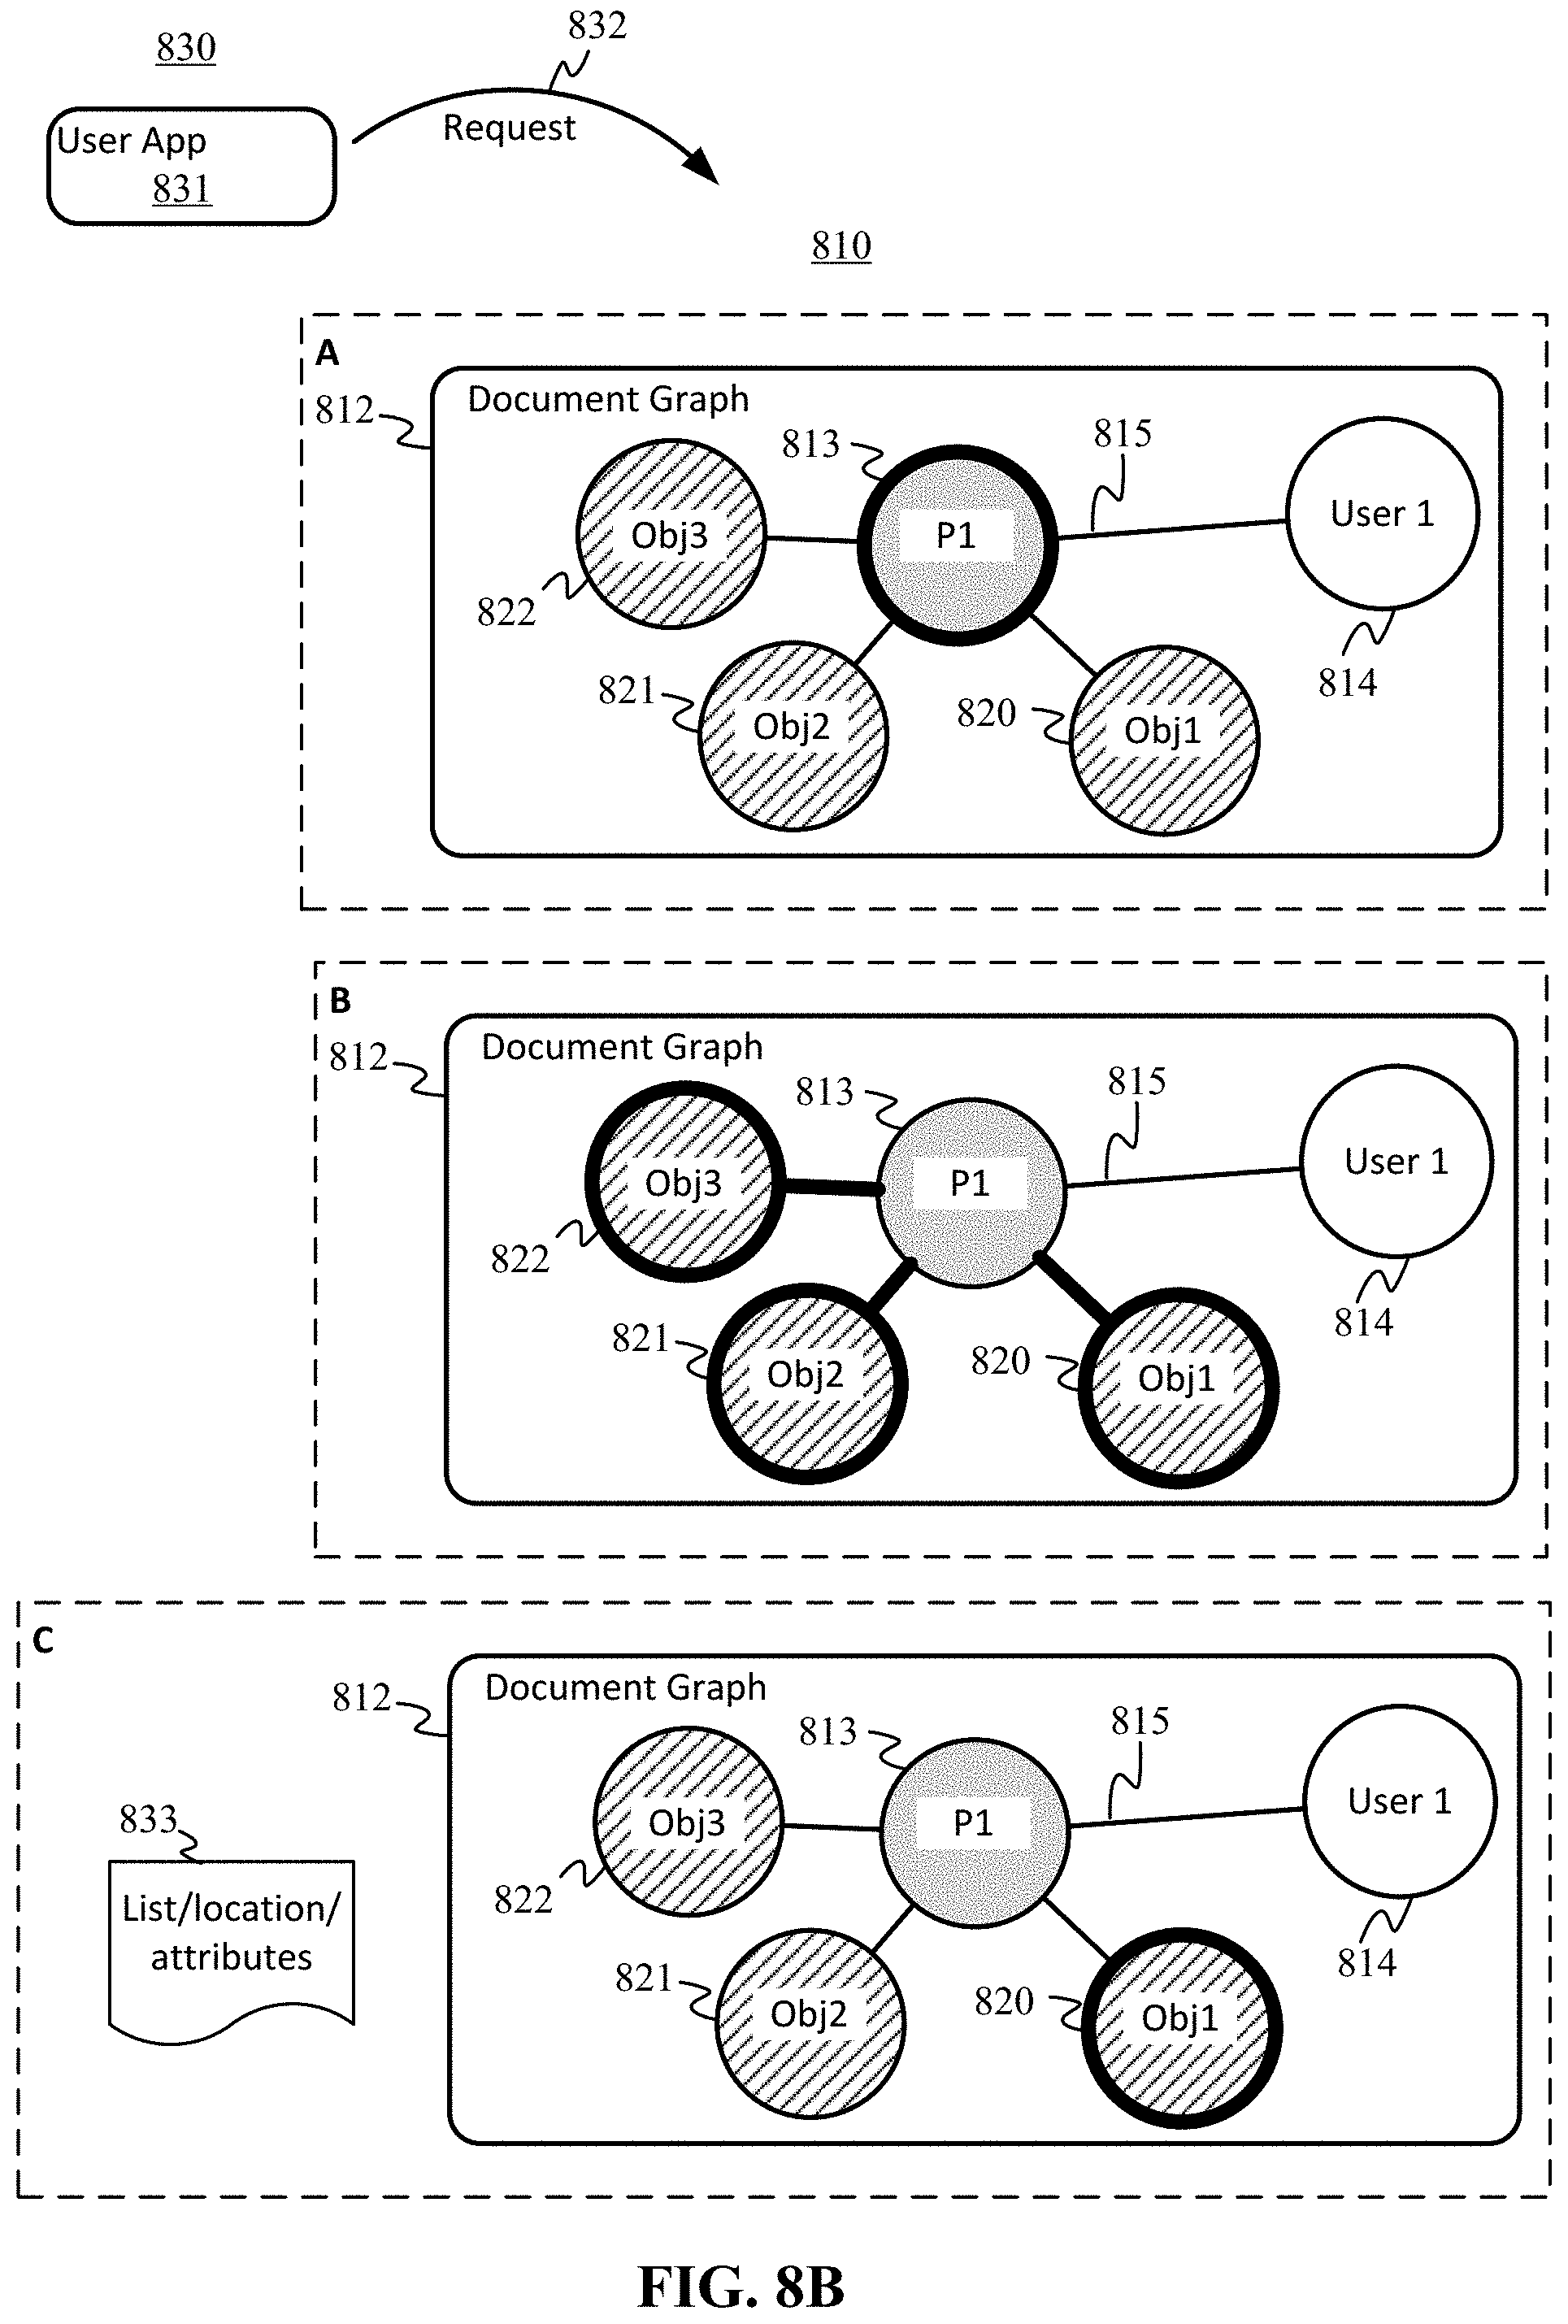 830
832
User App
831
Request
810
A
812
Document Graph
813
815
Obj3
P1
User 1
822
821
Obj2
820
Obj1
814
B
812
Document Graph
813
815
Obj3
P1
User 1
822
821
Obj2
820
Obj1
814
C
812
Document Graph
813
815
Obj3
P1
User 1
833
List/location/
attributes
822
821
Obj2
820
Obj1
814
FIG. 8B